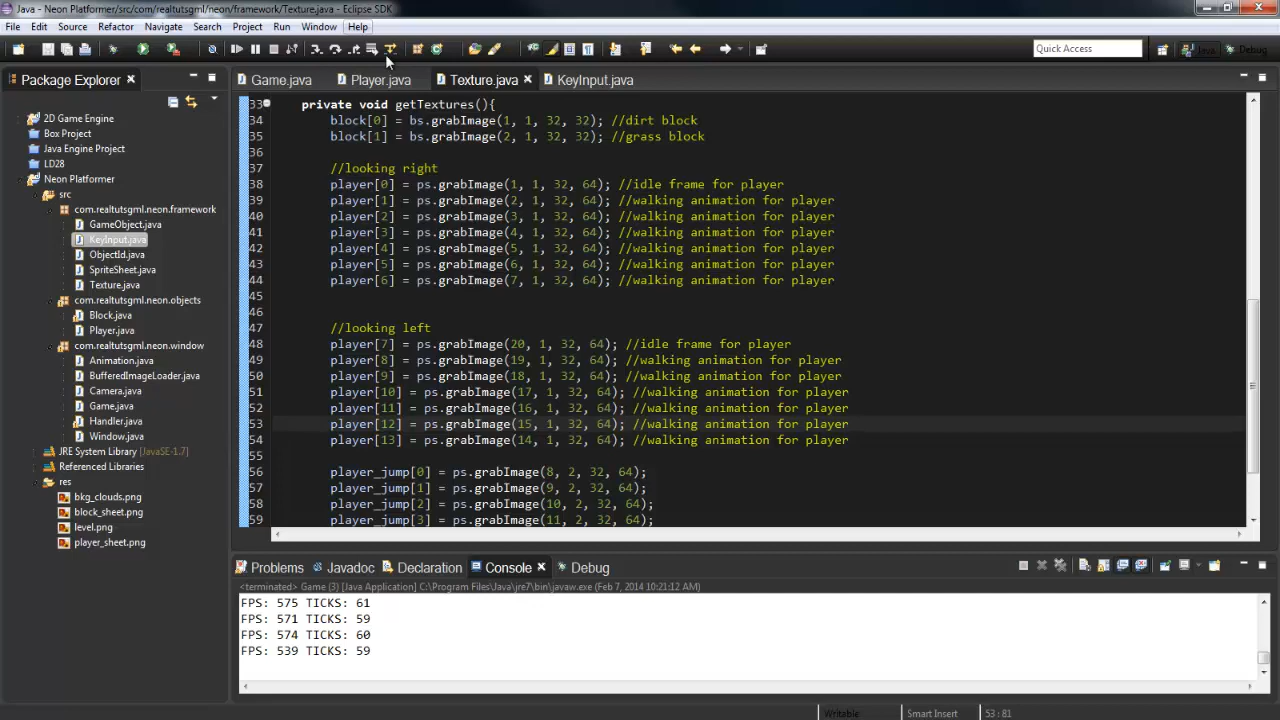 Java - Neon Platformer/src/com/realtutsgml/neon/framework/Texture.java - Eclipse SDK
File Edit Source Refactor Navigate Search Project Run Window Help
Quick Access
Java
Debug
Package Explorer
Game.java
Player.java
Texture.java
KeyInput.java
2D Game Engine
Box Project
Java Engine Project
LD28
Neon Platformer
src
com.realtutsgml.neon.framework
GameObject.java
KeyInput.java
ObjectId.java
SpriteSheet.java
Texture.java
com.realtutsgml.neon.objects
Block.java
Player.java
com.realtutsgml.neon.window
Animation.java
BufferedImageLoader.java
Camera.java
Game.java
Handler.java
Window.java
JRE System Library [JavaSE-1.7]
Referenced Libraries
res
bkg_clouds.png
block_sheet.png
level.png
player_sheet.png
33 private void getTextures(){
34 block[0] = bs.grabImage(1, 1, 32, 32); //dirt block
35 block[1] = bs.grabImage(2, 1, 32, 32); //grass block
36
37 //looking right
38 player[0] = ps.grabImage(1, 1, 32, 64); //idle frame for player
39 player[1] = ps.grabImage(2, 1, 32, 64); //walking animation for player
40 player[2] = ps.grabImage(3, 1, 32, 64); //walking animation for player
41 player[3] = ps.grabImage(4, 1, 32, 64); //walking animation for player
42 player[4] = ps.grabImage(5, 1, 32, 64); //walking animation for player
43 player[5] = ps.grabImage(6, 1, 32, 64); //walking animation for player
44 player[6] = ps.grabImage(7, 1, 32, 64); //walking animation for player
45
46
47 //looking left
48 player[7] = ps.grabImage(20, 1, 32, 64); //idle frame for player
49 player[8] = ps.grabImage(19, 1, 32, 64); //walking animation for player
50 player[9] = ps.grabImage(18, 1, 32, 64); //walking animation for player
51 player[10] = ps.grabImage(17, 1, 32, 64); //walking animation for player
52 player[11] = ps.grabImage(16, 1, 32, 64); //walking animation for player
53 player[12] = ps.grabImage(15, 1, 32, 64); //walking animation for player
54 player[13] = ps.grabImage(14, 1, 32, 64); //walking animation for player
55
56 player_jump[0] = ps.grabImage(8, 2, 32, 64);
57 player_jump[1] = ps.grabImage(9, 2, 32, 64);
58 player_jump[2] = ps.grabImage(10, 2, 32, 64);
59 player_jump[3] = ps.grabImage(11, 2, 32, 64);
Problems Javadoc Declaration Console Debug
<terminated> Game (3) [Java Application] C:\Program Files\Java\jre7\bin\javaw.exe (Feb 7, 2014 10:21:12 AM)
FPS: 575 TICKS: 61
FPS: 571 TICKS: 59
FPS: 574 TICKS: 60
FPS: 539 TICKS: 59
Writable
Smart Insert
53 : 81